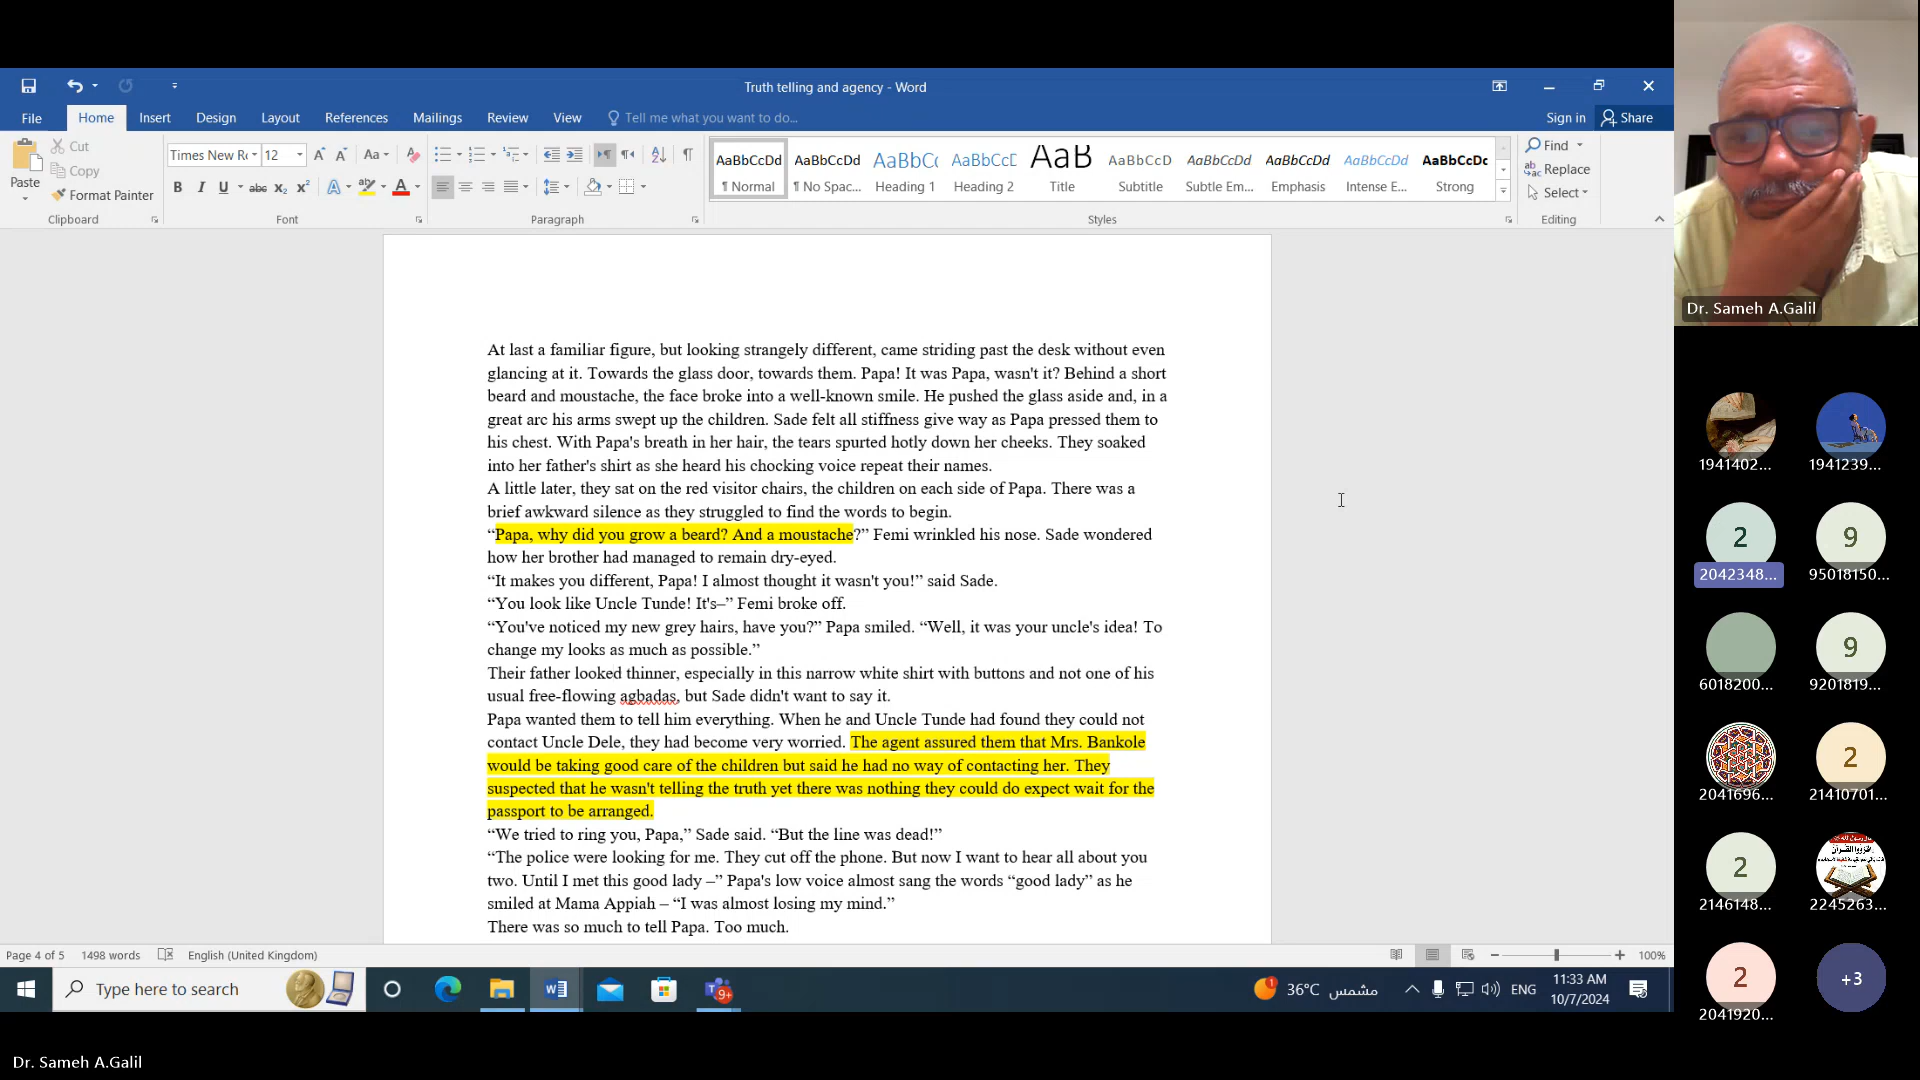 Truth telling and agency - Word
File Home Insert Design Layout References Mailings Review View Tell me what you want to do... Sign in Share
Paste Cut Copy Format Painter Clipboard
Times New Ro 12 Aa
B I U abc x₂ x² A A
Font
Paragraph
AaBbCcDd AaBbCcDd AaBbC AaBbCcE AaB AaBbCcD AaBbCcDd AaBbCcDd AaBbCcDd AaBbCcDc
¶ Normal ¶ No Spac... Heading 1 Heading 2 Title Subtitle Subtle Em... Emphasis Intense E... Strong
Styles
Find
Replace
Select
Editing
At last a familiar figure, but looking strangely different, came striding past the desk without even
glancing at it. Towards the glass door, towards them. Papa! It was Papa, wasn't it? Behind a short
beard and moustache, the face broke into a well-known smile. He pushed the glass aside and, in a
great arc his arms swept up the children. Sade felt all stiffness give way as Papa pressed them to
his chest. With Papa's breath in her hair, the tears spurted hotly down her cheeks. They soaked
into her father's shirt as she heard his chocking voice repeat their names.
A little later, they sat on the red visitor chairs, the children on each side of Papa. There was a
brief awkward silence as they struggled to find the words to begin.
“Papa, why did you grow a beard? And a moustache?” Femi wrinkled his nose. Sade wondered
how her brother had managed to remain dry-eyed.
“It makes you different, Papa! I almost thought it wasn't you!” said Sade.
“You look like Uncle Tunde! It's–” Femi broke off.
“You've noticed my new grey hairs, have you?” Papa smiled. “Well, it was your uncle's idea! To
change my looks as much as possible.”
Their father looked thinner, especially in this narrow white shirt with buttons and not one of his
usual free-flowing agbadas, but Sade didn't want to say it.
Papa wanted them to tell him everything. When he and Uncle Tunde had found they could not
contact Uncle Dele, they had become very worried. The agent assured them that Mrs. Bankole
would be taking good care of the children but said he had no way of contacting her. They
suspected that he wasn't telling the truth yet there was nothing they could do expect wait for the
passport to be arranged.
“We tried to ring you, Papa,” Sade said. “But the line was dead!”
“The police were looking for me. They cut off the phone. But now I want to hear all about you
two. Until I met this good lady –” Papa's low voice almost sang the words “good lady” as he
smiled at Mama Appiah – “I was almost losing my mind.”
There was so much to tell Papa. Too much.
Page 4 of 5 1498 words English (United Kingdom) 100%
Type here to search
9+
1 36°C مشمس ENG 11:33 AM
10/7/2024
Dr. Sameh A.Galil
1941402... 1941239...
2 9
2042348... 95018150...
9
6018200... 9201819...
2
2041696... 21410701...
2
2146148... 2245263...
2 +3
2041920...
Dr. Sameh A.Galil